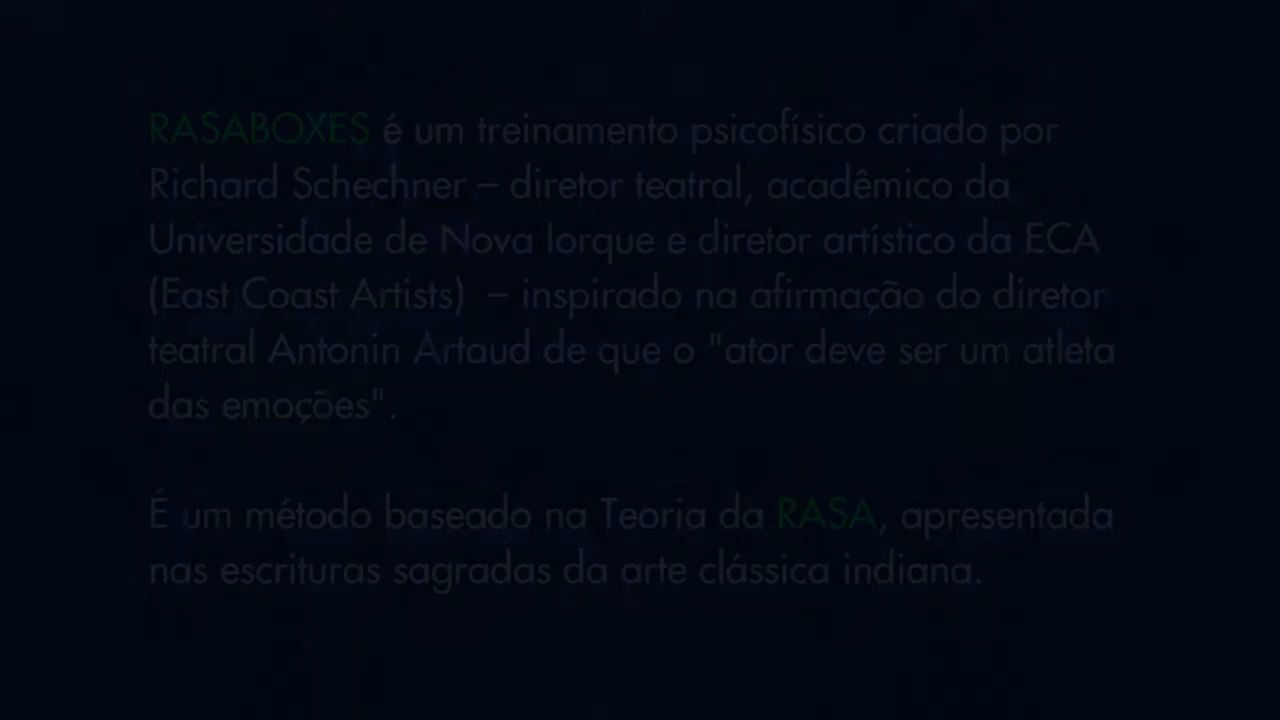 RASABOXES é um treinamento psicofísico criado por
Richard Schechner – diretor teatral, acadêmico da
Universidade de Nova Iorque e diretor artístico da ECA
(East Coast Artists)  – inspirado na afirmação do diretor
teatral Antonin Artaud de que o "ator deve ser um atleta
das emoções".
É um método baseado na Teoria da RASA, apresentada
nas escrituras sagradas da arte clássica indiana.